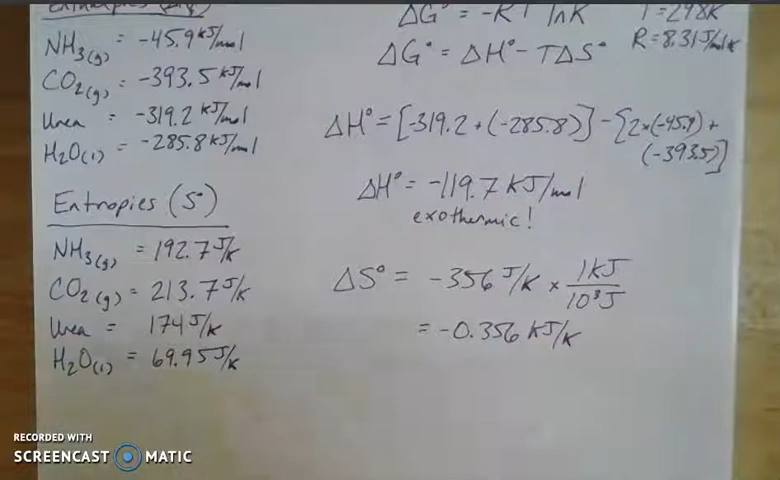 NH₃(g) = -45.9 kJ/mol
CO₂(g) = -393.5 kJ/mol
Urea = -319.2 kJ/mol
H₂O(l) = -285.8 kJ/mol
Entropies (S°)
NH₃(g) = 192.7 J/K
CO₂(g) = 213.7 J/K
Urea = 174 J/K
H₂O(l) = 69.95 J/K
ΔG° = -RT lnK
T = 298K
R = 8.31 J/mol·K
ΔG° = ΔH° - TΔS°
ΔH° = [-319.2 + (-285.8)] - [2×(-45.9) +
(-393.5)]
ΔH° = -119.7 KJ/mol
exothermic!
ΔS° = -356 J/K × 1KJ / 10³J
= -0.356 KJ/K
RECORDED WITH
SCREENCAST MATIC